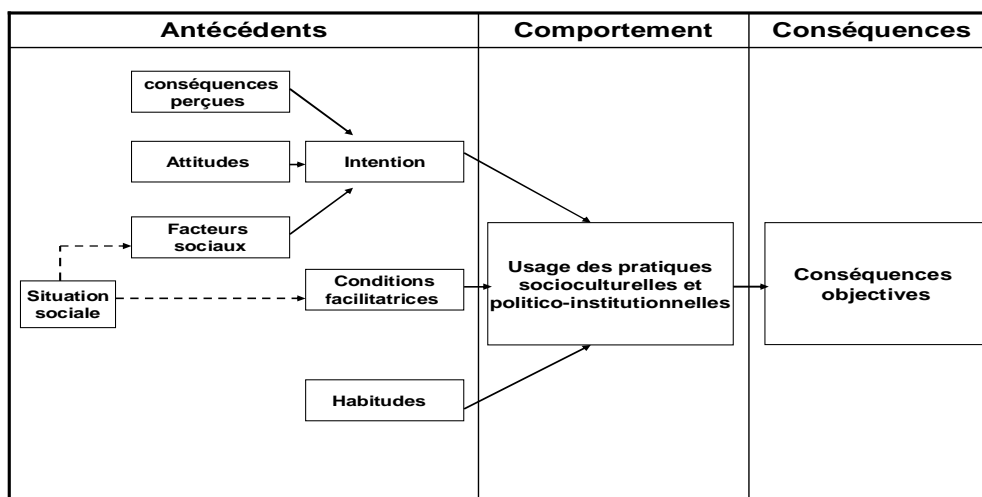 Antécédents
Comportement
Conséquences
conséquences
perçues
Attitudes
Intention
Facteurs
sociaux
Situation
sociale
Conditions
facilitatrices
Habitudes
Usage des pratiques
socioculturelles et
politico-institutionnelles
Conséquences
objectives